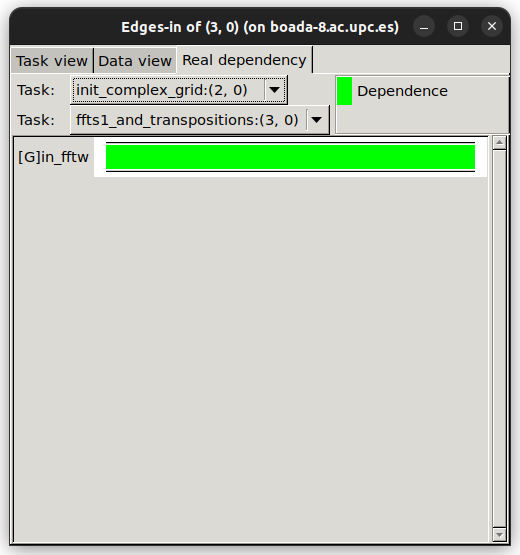 Edges-in of (3, 0) (on boada-8.ac.upc.es)
Task view Data view Real dependency
Task: init_complex_grid:(2, 0)
Dependence
Task: ffts1_and_transpositions:(3, 0)
[G]in_fftw